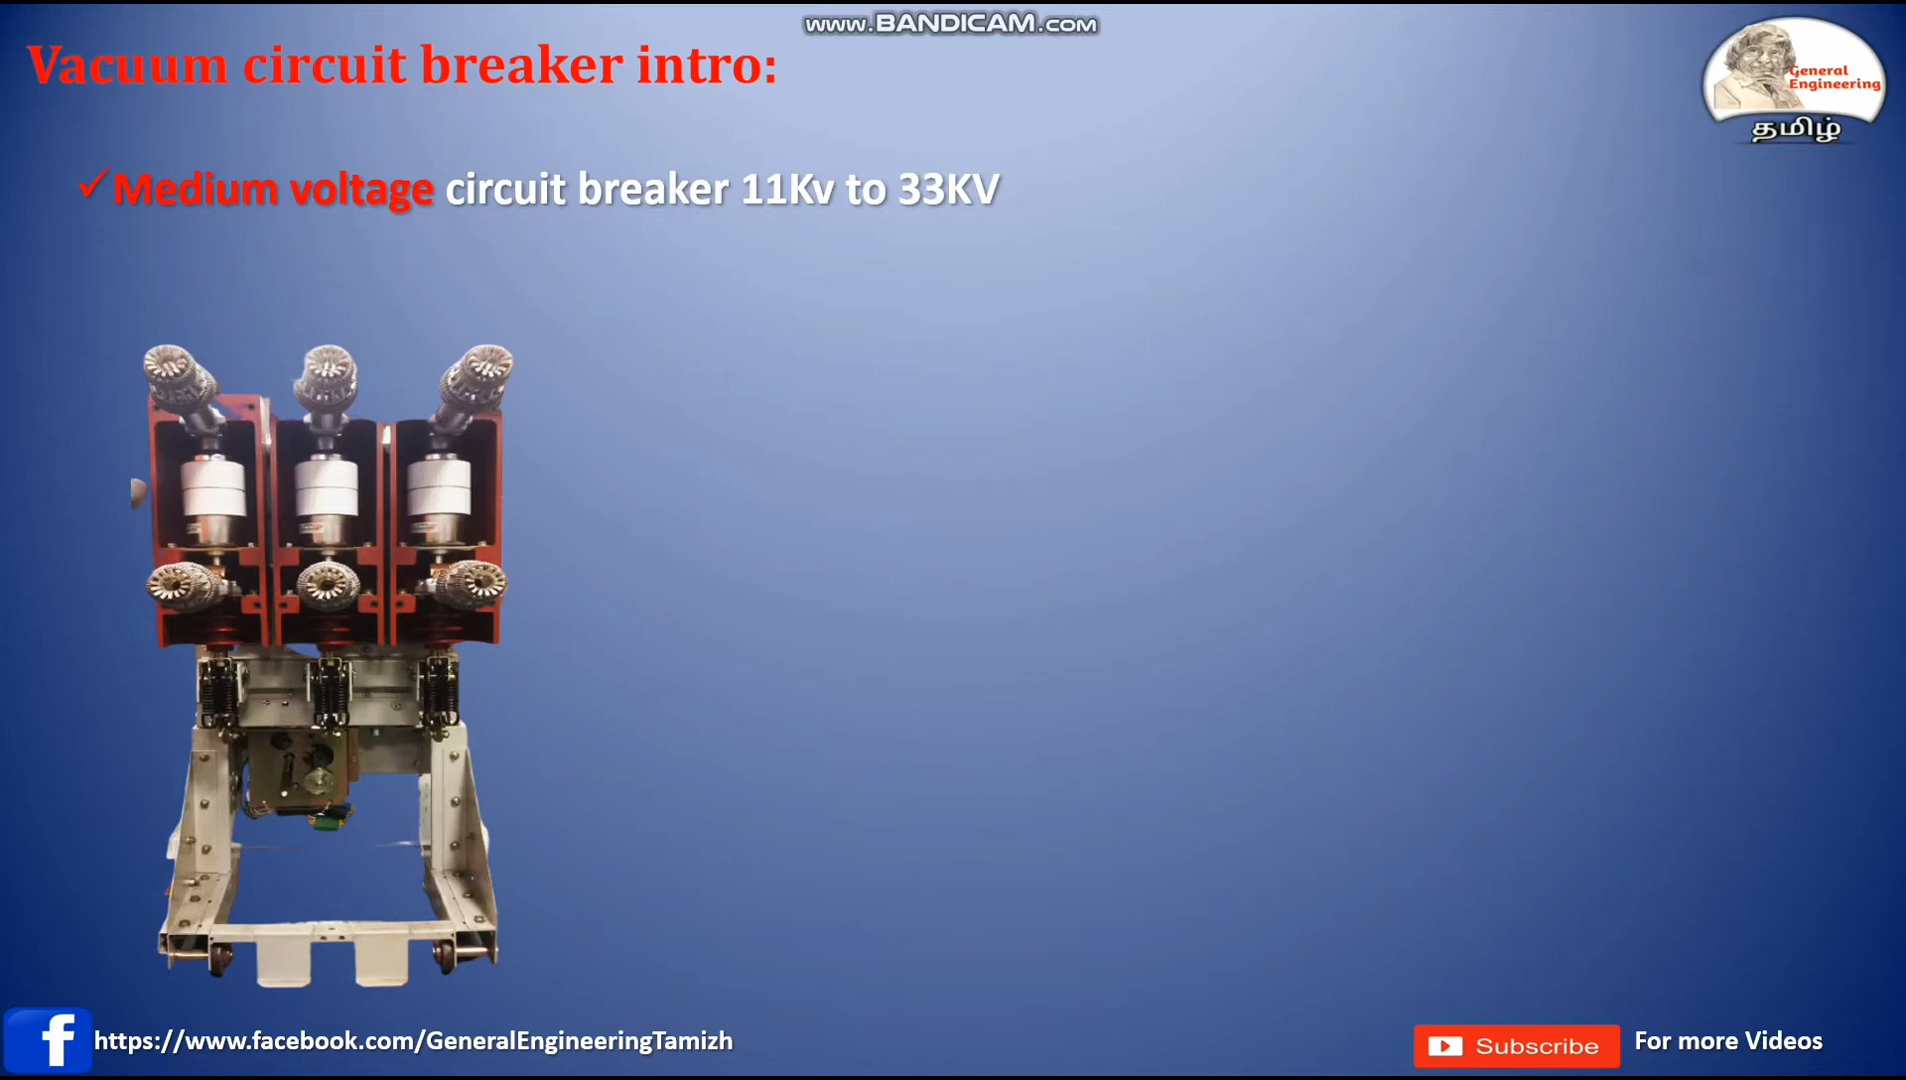 www.BANDICAM.com
Vacuum circuit breaker intro:
General
Engineering
தமிழ்
✓Medium voltage circuit breaker 11Kv to 33KV
https://www.facebook.com/GeneralEngineeringTamizh
Subscribe
For more Videos